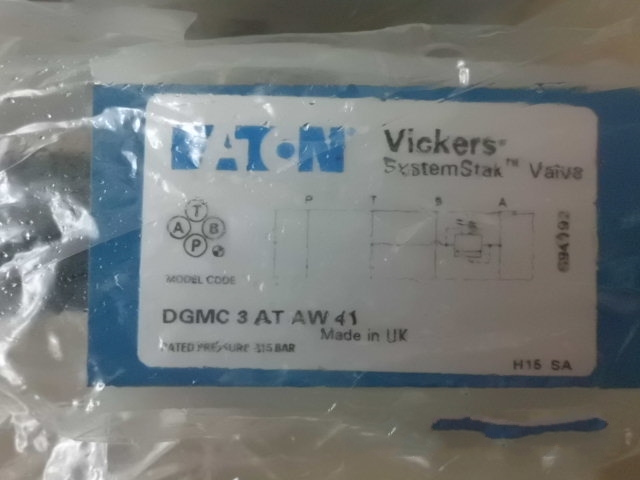 EATON Vickers®
SystemStak™ Valve
P T B A
T
A B
P
694192
MODEL CODE
DGMC 3 AT AW 41
Made in UK
RATED PRESSURE 315 BAR
H15 SA